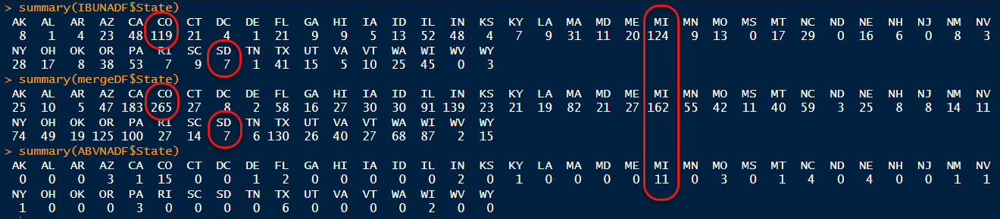 > summary(IBUNADF$State)
AK AL AR AZ CA CO CT DC DE FL GA HI IA ID IL IN KS KY LA MA MD ME MI MN MO MS MT NC ND NE NH NJ NM NV
8 1 4 23 48 119 21 4 1 21 9 9 5 13 52 48 4 7 9 31 11 20 124 9 13 0 17 29 0 16 6 0 8 3
NY OH OK OR PA RI SC SD TN TX UT VA VT WA WI WV WY
28 17 8 38 53 7 9 7 1 41 15 5 10 25 45 0 3
> summary(mergeDF$State)
AK AL AR AZ CA CO CT DC DE FL GA HI IA ID IL IN KS KY LA MA MD ME MI MN MO MS MT NC ND NE NH NJ NM NV
25 10 5 47 183 265 27 8 2 58 16 27 30 30 91 139 23 21 19 82 21 27 162 55 42 11 40 59 3 25 8 8 14 11
NY OH OK OR PA RI SC SD TN TX UT VA VT WA WI WV WY
74 49 19 125 100 27 14 7 6 130 26 40 27 68 87 2 15
> summary(ABVNADF$State)
AK AL AR AZ CA CO CT DC DE FL GA HI IA ID IL IN KS KY LA MA MD ME MI MN MO MS MT NC ND NE NH NJ NM NV
0 0 0 3 1 15 0 0 1 2 0 0 0 0 0 2 0 1 0 0 0 0 11 0 3 0 1 4 0 4 0 0 1 1
NY OH OK OR PA RI SC SD TN TX UT VA VT WA WI WV WY
1 0 0 0 3 0 0 0 0 6 0 0 0 0 2 0 0